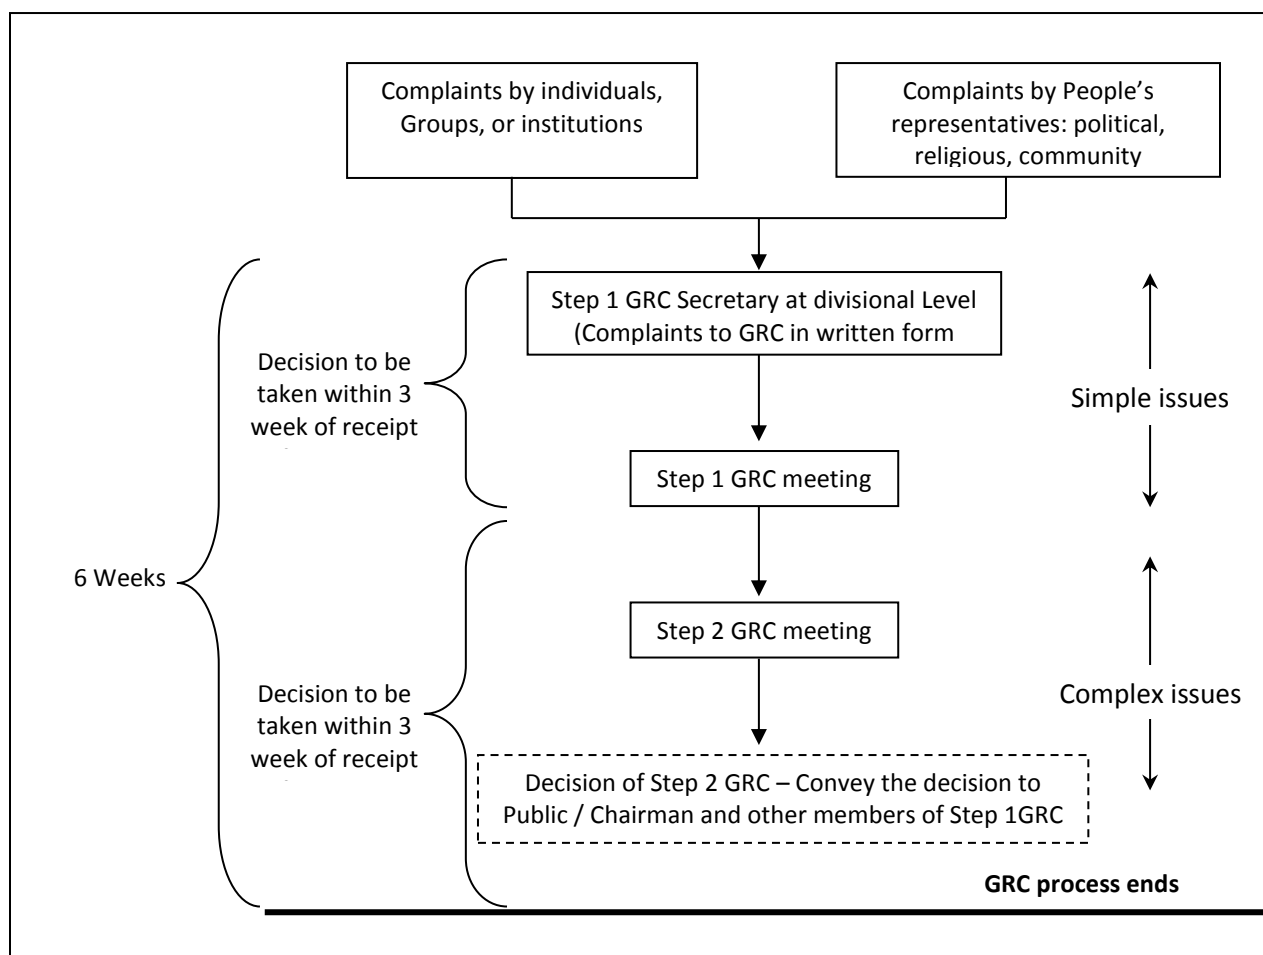 Complaints by individuals,
Groups, or institutions
Complaints by People’s
representatives: political,
religious, community
Step 1 GRC Secretary at divisional Level
(Complaints to GRC in written form
Decision to be
taken within 3
week of receipt
Simple issues
Step 1 GRC meeting
6 Weeks
Step 2 GRC meeting
Decision to be
taken within 3
week of receipt
Complex issues
Decision of Step 2 GRC – Convey the decision to
Public / Chairman and other members of Step 1GRC
GRC process ends